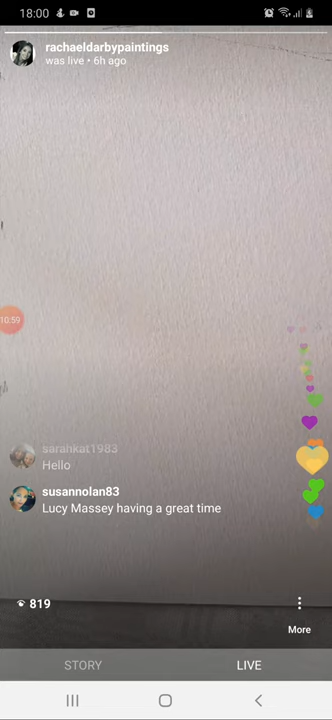 18:00
rachaeldarbypaintings
was live • 6h ago
10:59
sarahkat1983
Hello
susannolan83
Lucy Massey having a great time
819
More
STORY
LIVE